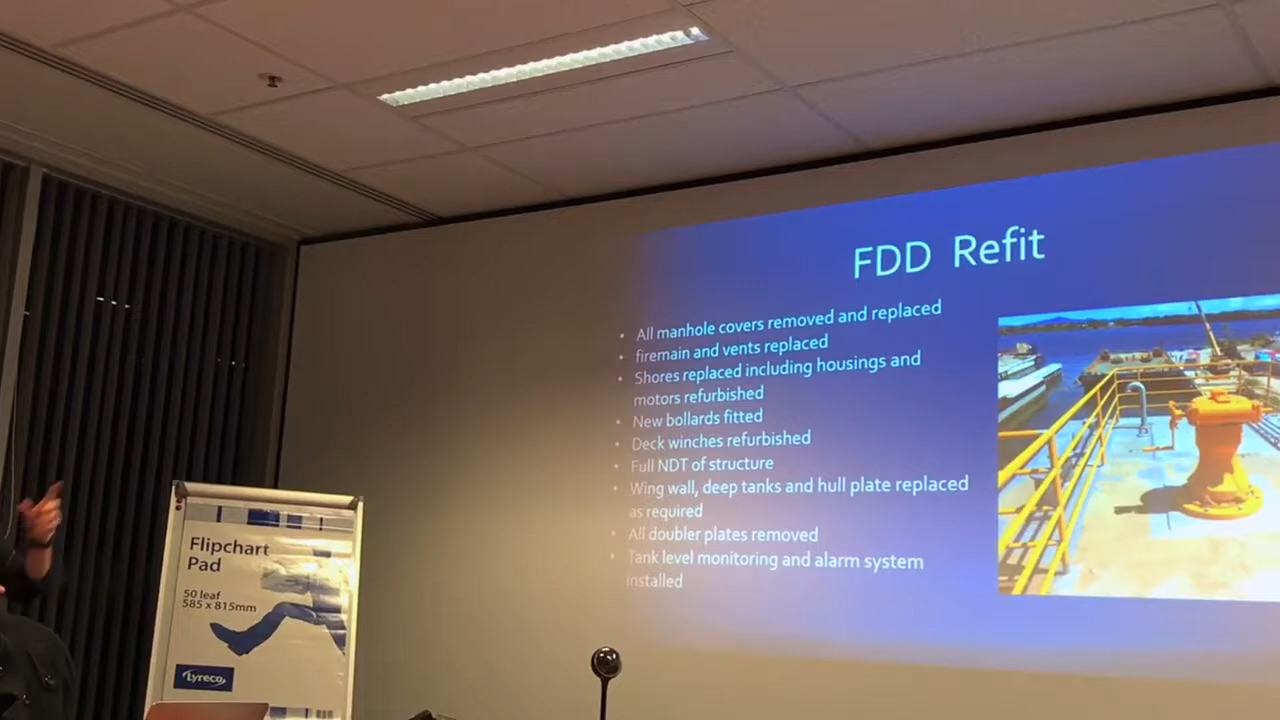 FDD Refit
All manhole covers removed and replaced
firemain and vents replaced
Shores replaced including housings and
motors refurbished
New bollards fitted
Deck winches refurbished
Full NDT of structure
Wing wall, deep tanks and hull plate replaced
as required
All doubler plates removed
Tank level monitoring and alarm system
installed
Flipchart
Pad
50 leaf
585 x 815mm
Lyreco